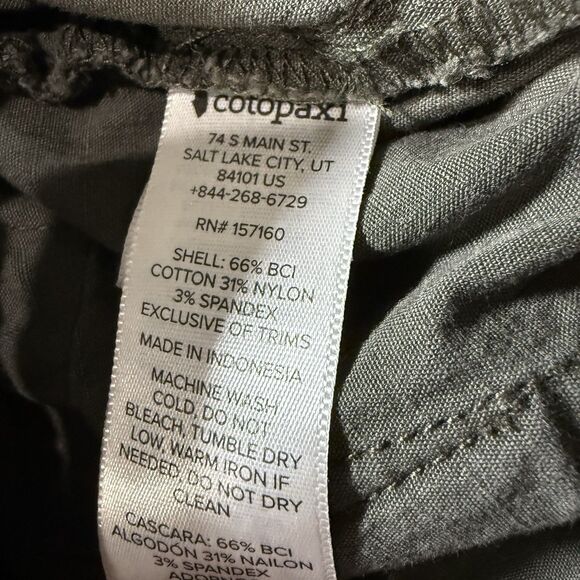 cotopaxi
74 S MAIN ST.
SALT LAKE CITY, UT
84101 US
+844-268-6729
RN# 157160
SHELL: 66% BCI
COTTON 31% NYLON
3% SPANDEX
EXCLUSIVE OF TRIMS
MADE IN INDONESIA
MACHINE WASH
COLD, DO NOT
BLEACH, TUMBLE DRY
LOW, WARM IRON IF
NEEDED. DO NOT DRY
CLEAN
CASCARA: 66% BCI
ALGODÓN 31% NAILON
3% SPANDEX